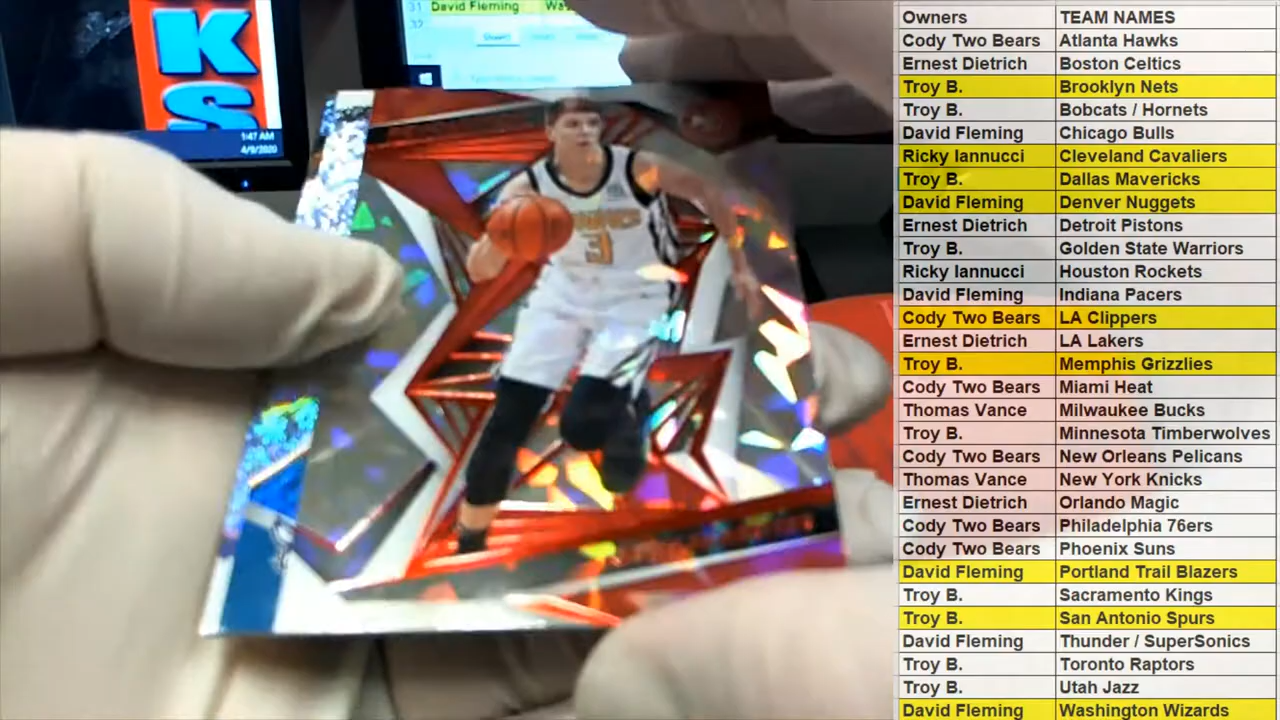 KS
1:47 AM
4/9/2020
31 David Fleming
32
3
Owners TEAM NAMES
Cody Two Bears Atlanta Hawks
Ernest Dietrich Boston Celtics
Troy B. Brooklyn Nets
Troy B. Bobcats / Hornets
David Fleming Chicago Bulls
Ricky Iannucci Cleveland Cavaliers
Troy B. Dallas Mavericks
David Fleming Denver Nuggets
Ernest Dietrich Detroit Pistons
Troy B. Golden State Warriors
Ricky Iannucci Houston Rockets
David Fleming Indiana Pacers
Cody Two Bears LA Clippers
Ernest Dietrich LA Lakers
Troy B. Memphis Grizzlies
Cody Two Bears Miami Heat
Thomas Vance Milwaukee Bucks
Troy B. Minnesota Timberwolves
Cody Two Bears New Orleans Pelicans
Thomas Vance New York Knicks
Ernest Dietrich Orlando Magic
Cody Two Bears Philadelphia 76ers
Cody Two Bears Phoenix Suns
David Fleming Portland Trail Blazers
Troy B. Sacramento Kings
Troy B. San Antonio Spurs
David Fleming Thunder / SuperSonics
Troy B. Toronto Raptors
Troy B. Utah Jazz
David Fleming Washington Wizards